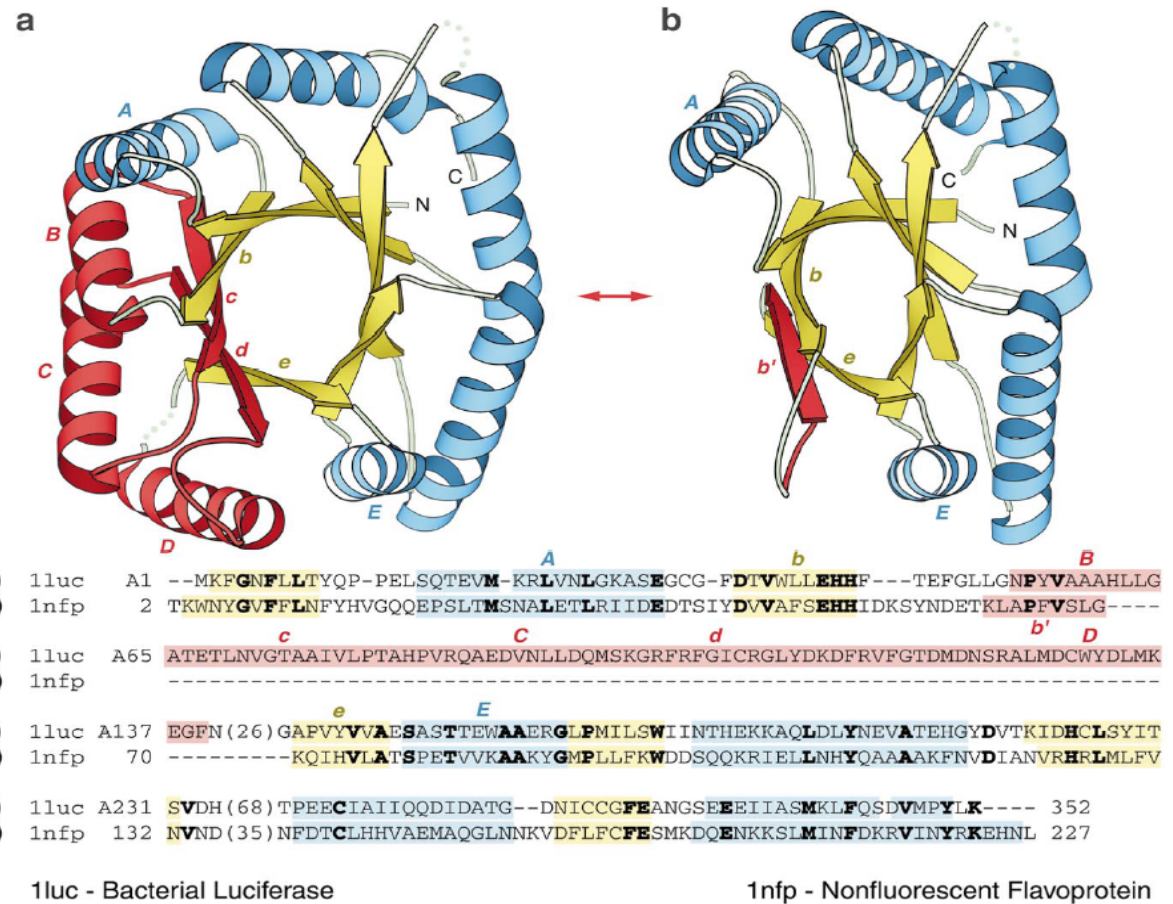 a
b
A
B
C
D
b
c
d
e
E
N
C
A
b
b'
e
E
C
N
A b B
) 1luc A1 --MKFGNFLLTYQP-PELSQTEVM-KRLVNLGKASEGCG-FDTVWLLEHHF---TEFGLLGNPYVAAAHLLG
) 1nfp 2 TKWNYGVFFLNFYHVGQQEPSLTMSNALETLRIIDEDTSIYDVVAFSEHHIDKSYNDETKLAPFVSLG----
c C d b' D
) 1luc A65 ATETLNVGTAAIVLPTAHPVRQAEDVNLLDQMSKGRFRFGICRGLYDKDFRVFGTDMDNSRALMDCWYDLMK
) 1nfp ------------------------------------------------------------------------
e E
) 1luc A137 EGFN(26)GAPVYVVAESASTTEWAAERGLPMILSWIINTHEKKAQLDLYNEVATEHGYDVTKIDHCLSYIT
) 1nfp 70 ---------KQIHVLATSPETVVKAAKYGMPLLFKWDDSQQKRIELLNHYQAAAAKFNVDIANVRHRLMLFV
) 1luc A231 SVDH(68)TPEECIAIIQQDIDATG--DNICCGFEANGSEEEIIASMKLFQSDVMPYLK---- 352
) 1nfp 132 NVND(35)NFDTCLHHVAEMAQGLNNKVDFLFCFESMKDQENKKSLMINFDKRVINYRKEHNL 227
1luc - Bacterial Luciferase
1nfp - Nonfluorescent Flavoprotein